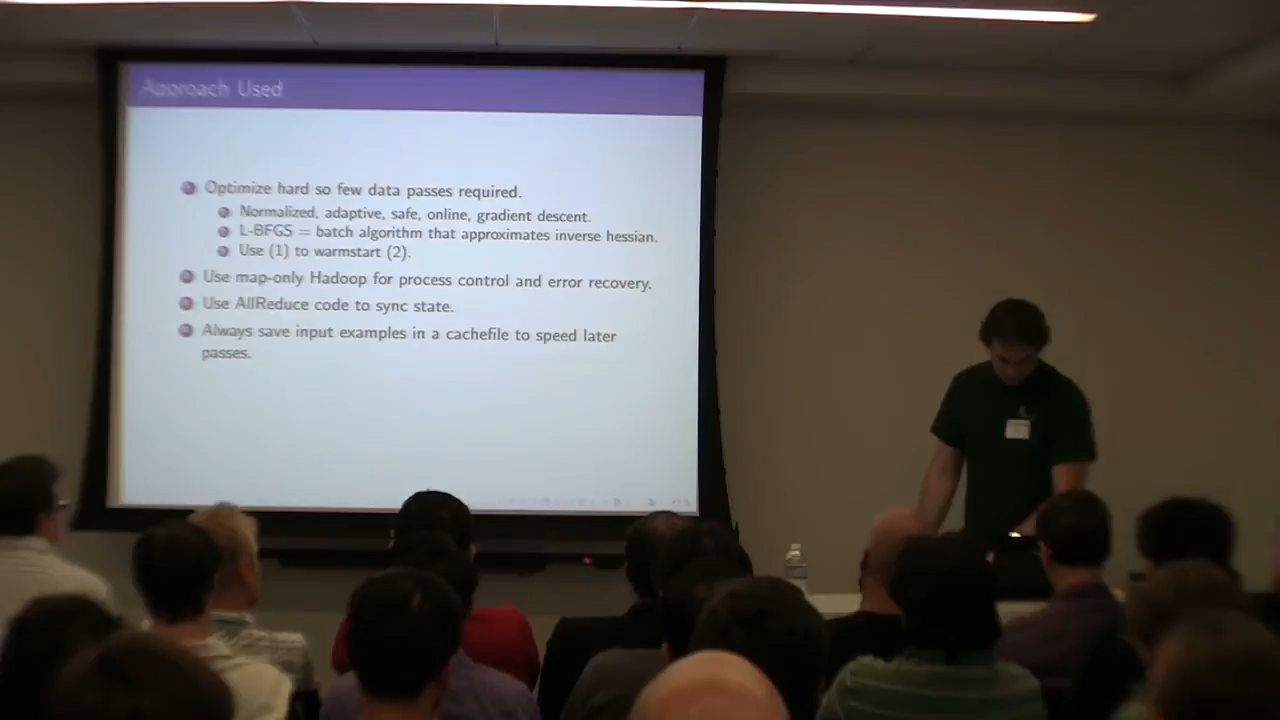 Approach Used
Optimize hard so few data passes required.
Normalized, adaptive, safe, online, gradient descent.
L-BFGS = batch algorithm that approximates inverse hessian.
Use (1) to warmstart (2).
Use map-only Hadoop for process control and error recovery.
Use AllReduce code to sync state.
Always save input examples in a cachefile to speed later
passes.